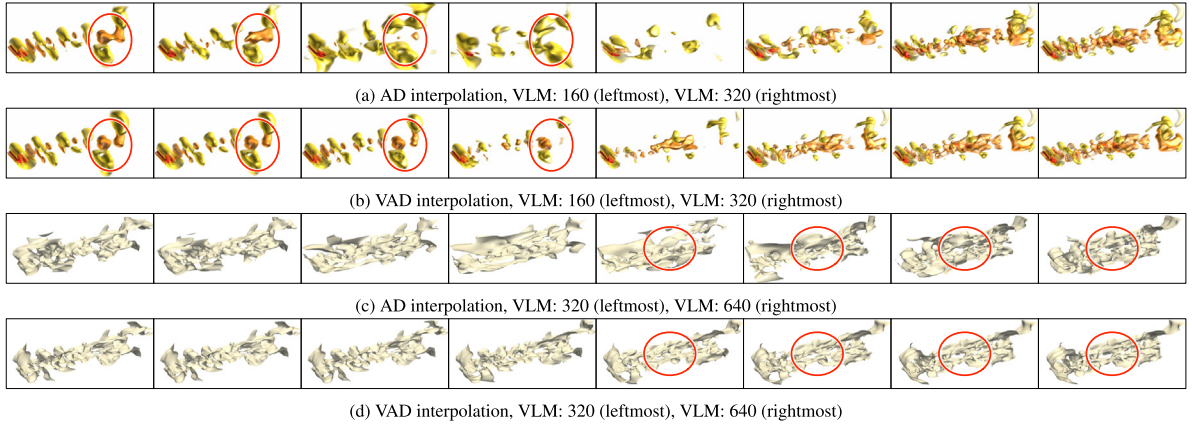 (a) AD interpolation, VLM: 160 (leftmost), VLM: 320 (rightmost)
(b) VAD interpolation, VLM: 160 (leftmost), VLM: 320 (rightmost)
(c) AD interpolation, VLM: 320 (leftmost), VLM: 640 (rightmost)
(d) VAD interpolation, VLM: 320 (leftmost), VLM: 640 (rightmost)